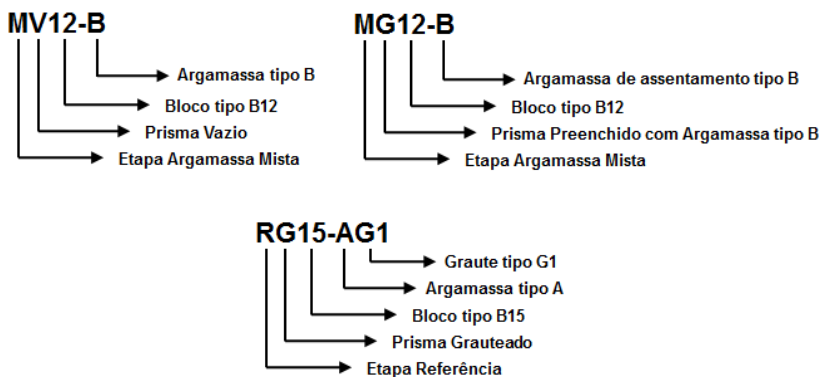 MV12-B
Argamassa tipo B
Bloco tipo B12
Prisma Vazio
Etapa Argamassa Mista
MG12-B
Argamassa de assentamento tipo B
Bloco tipo B12
Prisma Preenchido com Argamassa tipo B
Etapa Argamassa Mista
RG15-AG1
Graute tipo G1
Argamassa tipo A
Bloco tipo B15
Prisma Grauteado
Etapa Referência